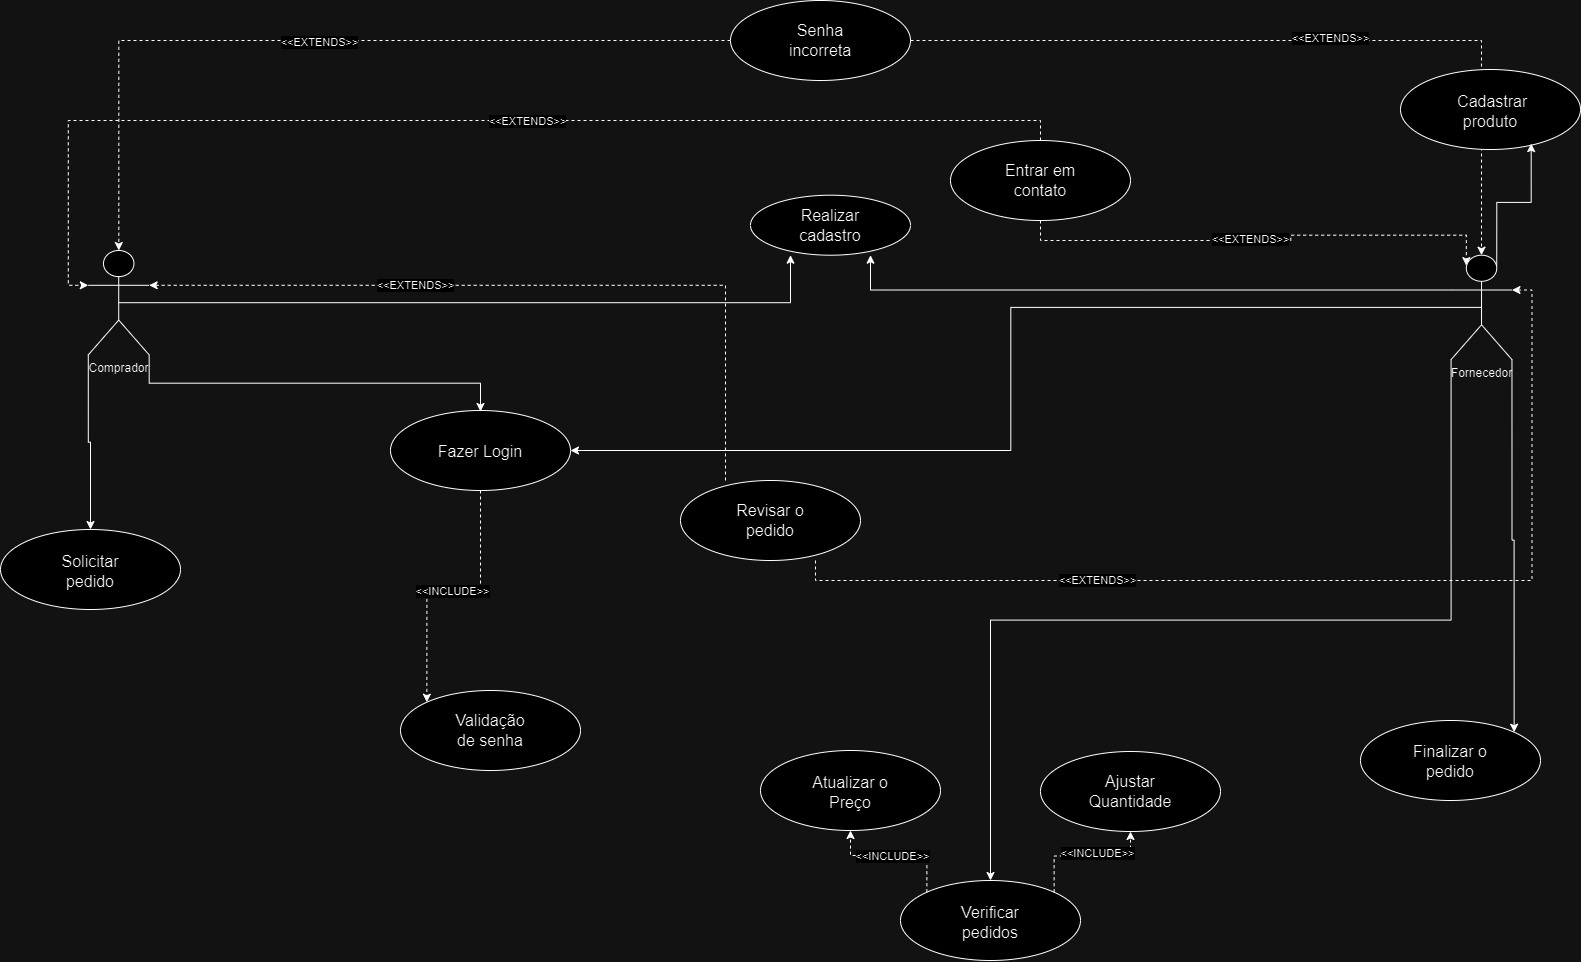 Senha
incorreta
<<EXTENDS>>
<<EXTENDS>>
Cadastrar
produto
<<EXTENDS>>
Entrar em
contato
Realizar
cadastro
<<EXTENDS>>
<<EXTENDS>>
Comprador
Fornecedor
Fazer Login
Revisar o
pedido
Solicitar
pedido
<<EXTENDS>>
<<INCLUDE>>
Validação
de senha
Finalizar o
pedido
Atualizar o
Preço
Ajustar
Quantidade
<<INCLUDE>>
<<INCLUDE>>
Verificar
pedidos